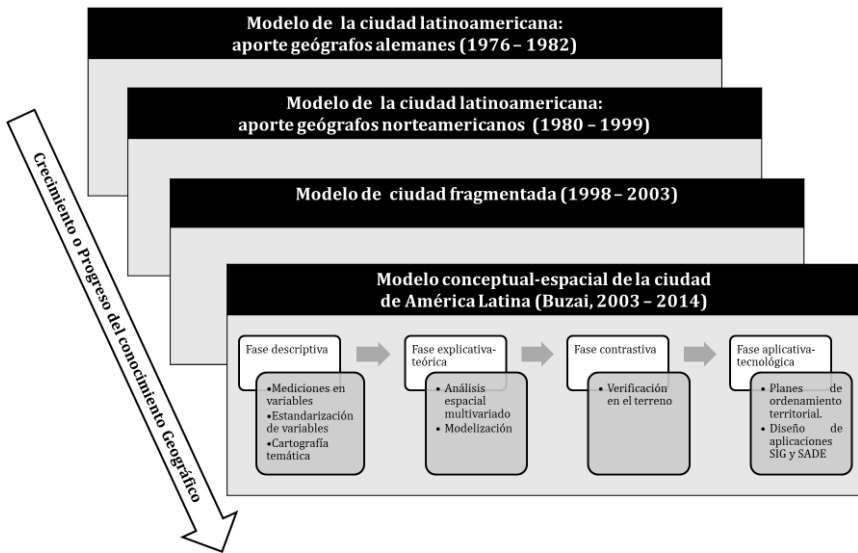 Modelo de la ciudad latinoamericana:
aporte geógrafos alemanes (1976 – 1982)
Modelo de la ciudad latinoamericana:
aporte geógrafos norteamericanos (1980 – 1999)
Modelo de ciudad fragmentada (1998 – 2003)
Modelo conceptual-espacial de la ciudad
de América Latina (Buzai, 2003 – 2014)
Crecimiento o Progreso del conocimiento Geográfico
Fase descriptiva
•Mediciones en
variables
•Estandarización
de variables
•Cartografía
temática
Fase explicativa-
teórica
• Análisis
espacial
multivariado
• Modelización
Fase contrastiva
• Verificación
en el terreno
Fase aplicativa-
tecnológica
• Planes de
ordenamiento
territorial.
• Diseño de
aplicaciones
SIG y SADE